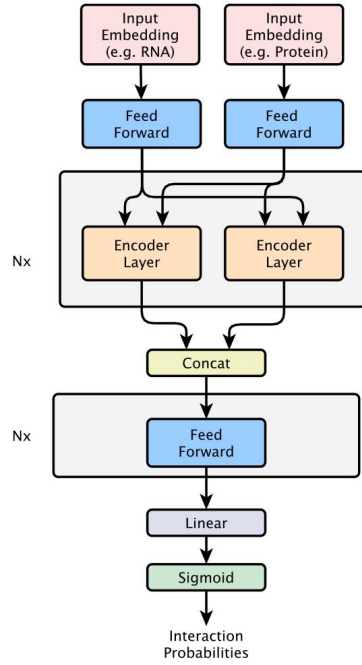 Input
Embedding
(e.g. RNA)
Input
Embedding
(e.g. Protein)
Feed
Forward
Feed
Forward
Nx
Encoder
Layer
Encoder
Layer
Concat
Nx
Feed
Forward
Linear
Sigmoid
Interaction
Probabilities